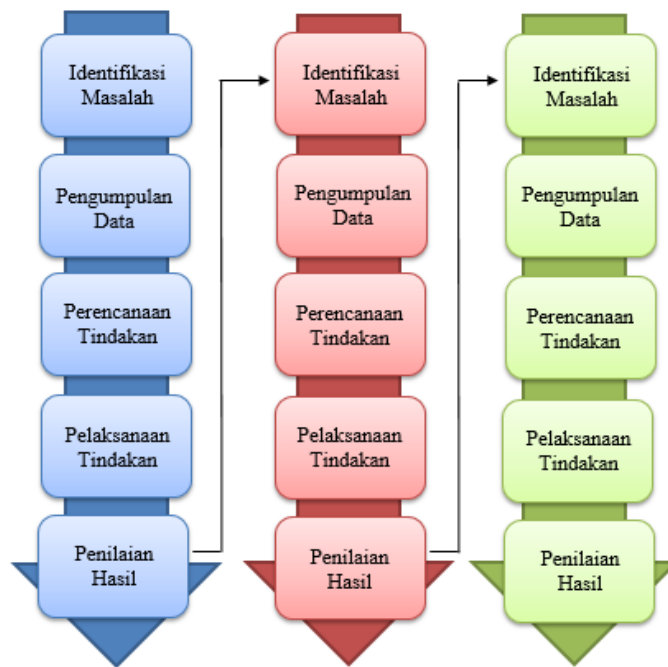 Identifikasi
Masalah
Pengumpulan
Data
Perencanaan
Tindakan
Pelaksanaan
Tindakan
Penilaian
Hasil
Identifikasi
Masalah
Pengumpulan
Data
Perencanaan
Tindakan
Pelaksanaan
Tindakan
Penilaian
Hasil
Identifikasi
Masalah
Pengumpulan
Data
Perencanaan
Tindakan
Pelaksanaan
Tindakan
Penilaian
Hasil